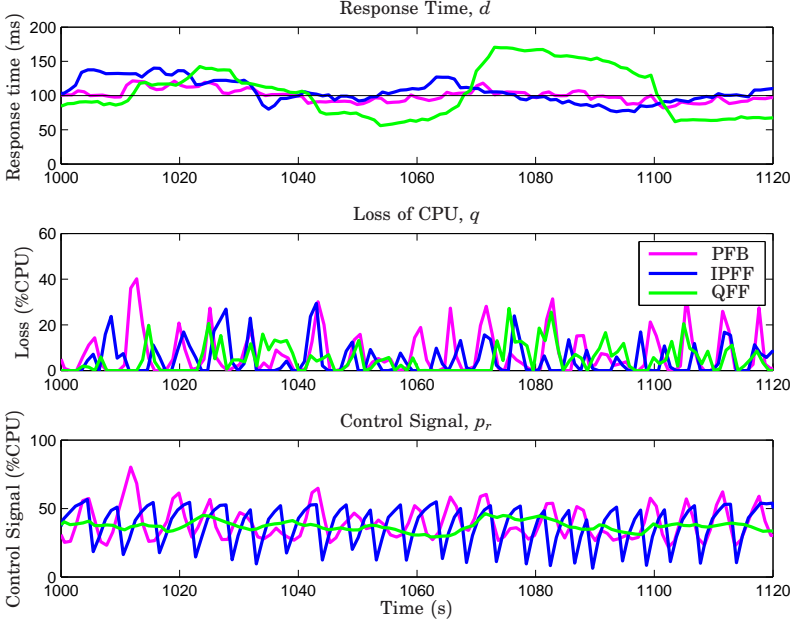 Response Time, d
Response time (ms)
200
150
100
50
0
1000 1020 1040 1060 1080 1100 1120
Loss of CPU, q
Loss (%CPU)
60
40
20
0
PFB
IPFF
QFF
1000 1020 1040 1060 1080 1100 1120
Control Signal, pr
Control Signal (%CPU)
100
50
0
1000 1020 1040 1060 1080 1100 1120
Time (s)